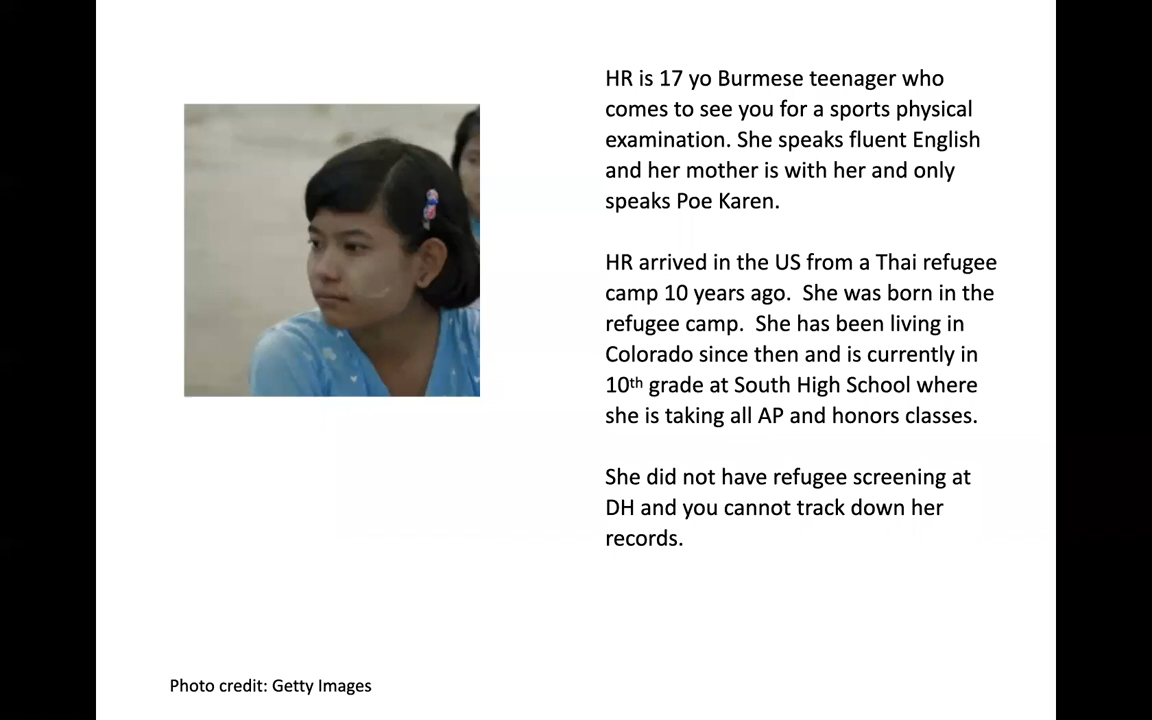 HR is 17 yo Burmese teenager who
comes to see you for a sports physical
examination. She speaks fluent English
and her mother is with her and only
speaks Poe Karen.
HR arrived in the US from a Thai refugee
camp 10 years ago.  She was born in the
refugee camp.  She has been living in
Colorado since then and is currently in
10th grade at South High School where
she is taking all AP and honors classes.
She did not have refugee screening at
DH and you cannot track down her
records.
Photo credit: Getty Images